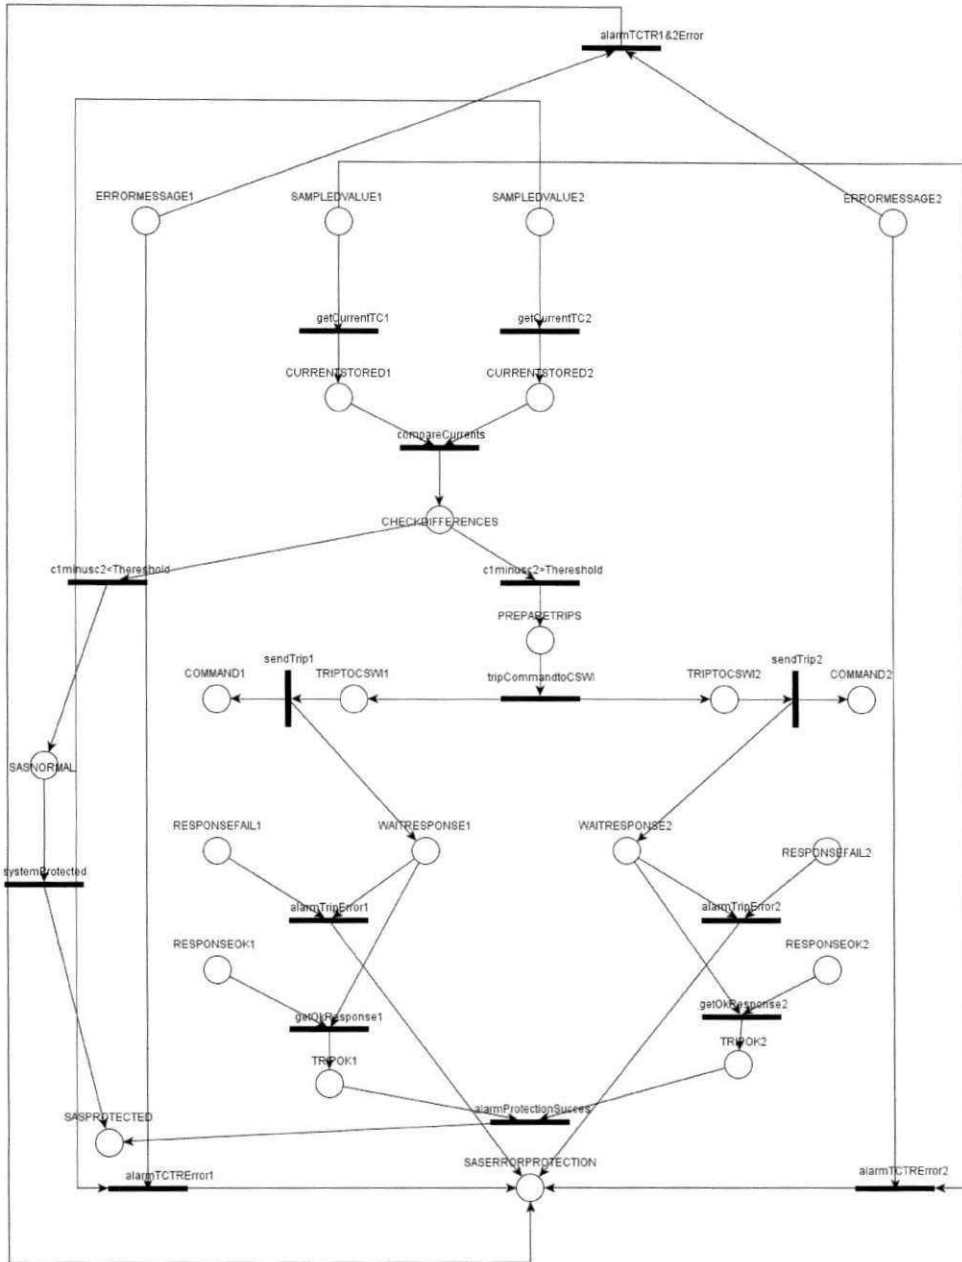 alarmTCTR1&2Error
ERRORMESSAGE1
SAMPLEDVALUE1
SAMPLEDVALUE2
ERRORMESSAGE2
getCurrentTC1
getCurrentTC2
CURRENTSTORED1
CURRENTSTORED2
compareCurrents
CHECKDIFFERENCES
c1minusc2<Thereshold
c1minusc2>Thereshold
PREPARETRIPS
sendTrip1
sendTrip2
COMMAND1
TRIPTOCSWI1
tripCommandtoCSWI
TRIPTOCSWI2
COMMAND2
SASNORMAL
RESPONSEFAIL1
WAITRESPONSE1
WAITRESPONSE2
RESPONSEFAIL2
systemProtected
alarmTripError1
alarmTripError2
RESPONSEOK1
RESPONSEOK2
getOkResponse1
getOkResponse2
TRIPOK1
TRIPOK2
alarmProtectionSucces
SASPROTECTED
SASERRORPROTECTION
alarmTCTRError1
alarmTCTRError2